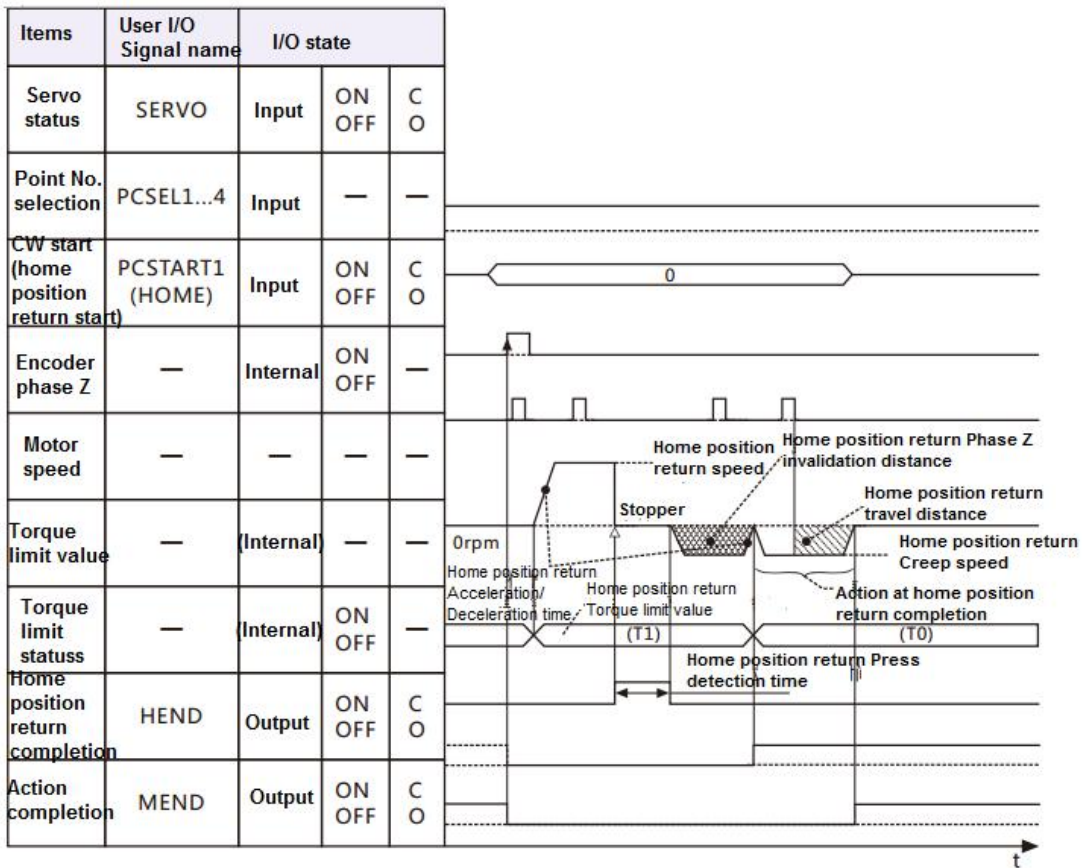 Items
User I/O
Signal name
I/O state
Servo
status
SERVO
Input
ON
OFF
C
O
Point No.
selection
PCSEL1...4
Input
—
—
CW start
(home
position
return start)
PCSTART1
(HOME)
Input
ON
OFF
C
O
0
Encoder
phase Z
—
Internal
ON
OFF
—
Motor
speed
—
—
—
—
Home position
return speed
Home position return Phase Z
invalidation distance
Home position return
travel distance
Stopper
Torque
limit value
—
(Internal)
—
—
0rpm
Home position return
Creep speed
Home position return
Acceleration/
Deceleration time
Home position return
Torque limit value
Action at home position
return completion
Torque
limit
statuss
—
(Internal)
ON
OFF
—
(T1)
(T0)
Home position return Press
detection time
Home
position
return
completion
HEND
Output
ON
OFF
C
O
Action
completion
MEND
Output
ON
OFF
C
O
t